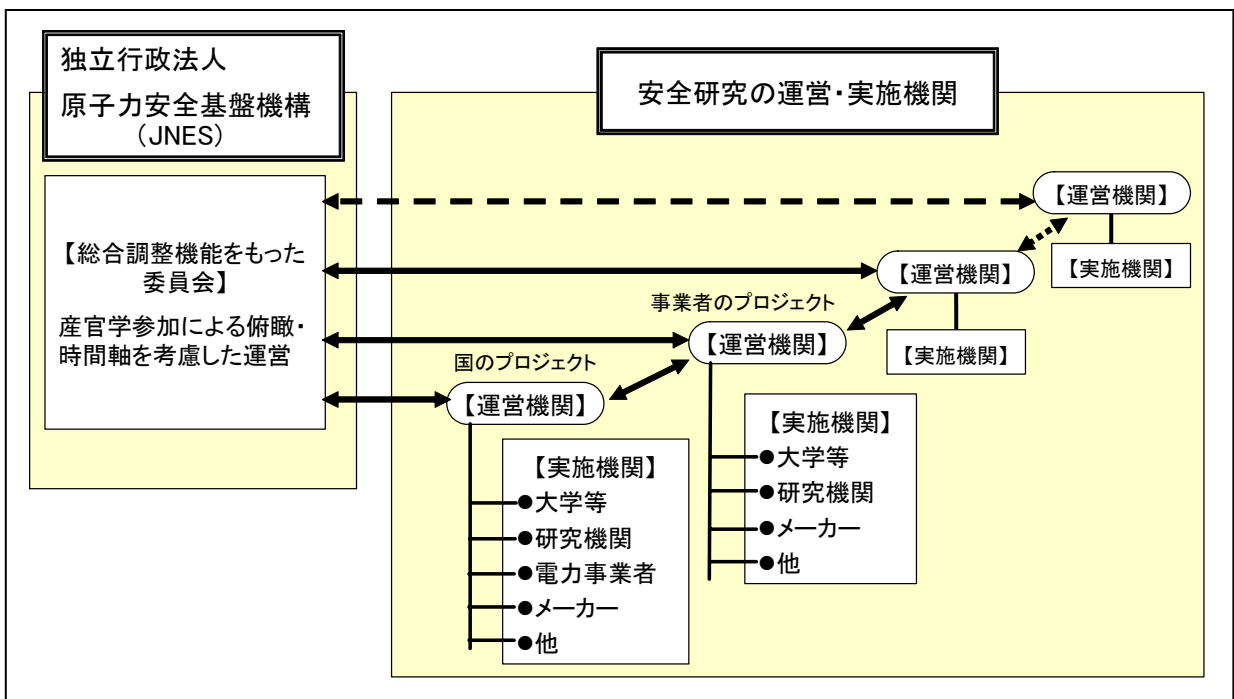 独立行政法人
原子力安全基盤機構
（JNES）
【総合調整機能をもった
委員会】
産官学参加による俯瞰・
時間軸を考慮した運営
安全研究の運営・実施機関
【運営機関】
【実施機関】
【運営機関】
【実施機関】
事業者のプロジェクト
【運営機関】
【実施機関】
●大学等
●研究機関
●メーカー
●他
国のプロジェクト
【運営機関】
【実施機関】
●大学等
●研究機関
●電力事業者
●メーカー
●他